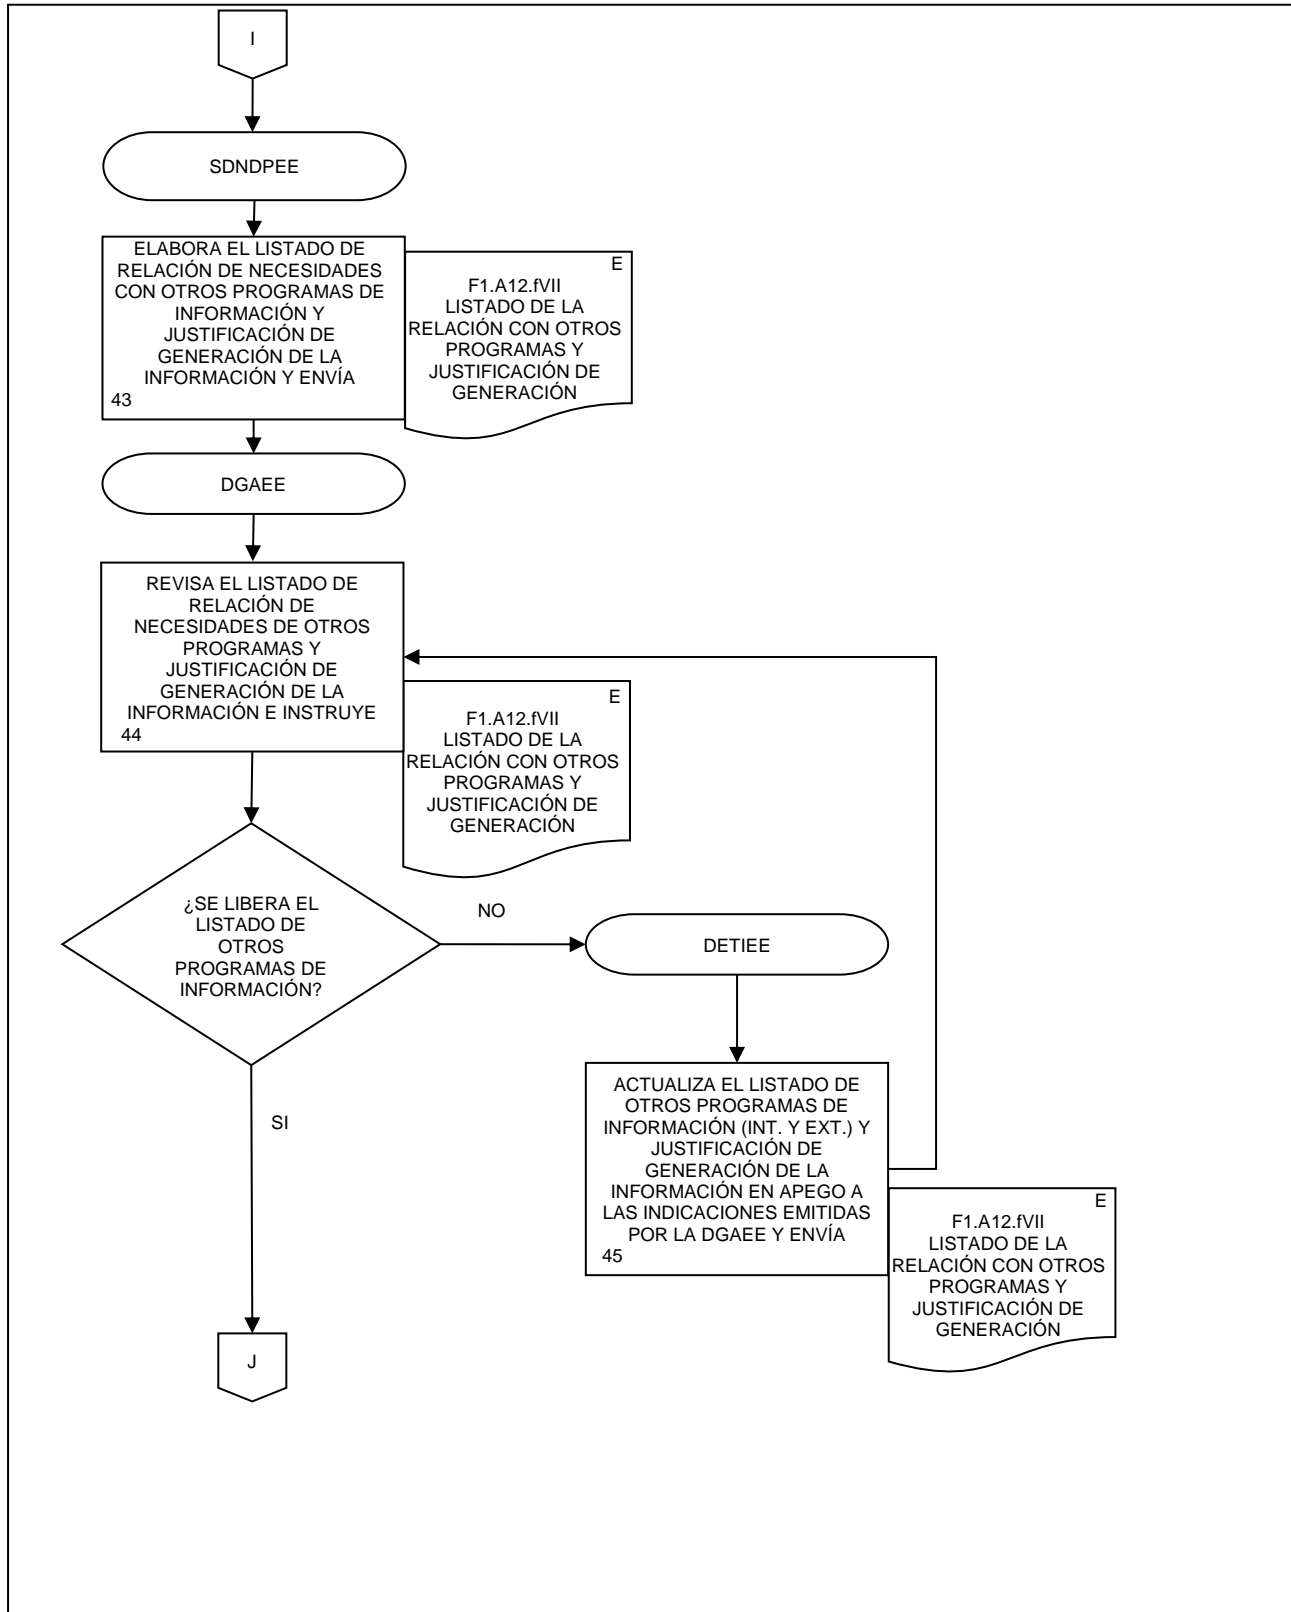 I
SDNDPEE
ELABORA EL LISTADO DE
RELACIÓN DE NECESIDADES
CON OTROS PROGRAMAS DE
INFORMACIÓN Y
JUSTIFICACIÓN DE
GENERACIÓN DE LA
INFORMACIÓN Y ENVÍA
43
E
F1.A12.fVII
LISTADO DE LA
RELACIÓN CON OTROS
PROGRAMAS Y
JUSTIFICACIÓN DE
GENERACIÓN
DGAEE
REVISA EL LISTADO DE
RELACIÓN DE
NECESIDADES DE OTROS
PROGRAMAS Y
JUSTIFICACIÓN DE
GENERACIÓN DE LA
INFORMACIÓN E INSTRUYE
44
E
F1.A12.fVII
LISTADO DE LA
RELACIÓN CON OTROS
PROGRAMAS Y
JUSTIFICACIÓN DE
GENERACIÓN
¿SE LIBERA EL
LISTADO DE
OTROS
PROGRAMAS DE
INFORMACIÓN?
NO
DETIEE
ACTUALIZA EL LISTADO DE
OTROS PROGRAMAS DE
INFORMACIÓN (INT. Y EXT.) Y
JUSTIFICACIÓN DE
GENERACIÓN DE LA
INFORMACIÓN EN APEGO A
LAS INDICACIONES EMITIDAS
POR LA DGAEE Y ENVÍA
45
E
F1.A12.fVII
LISTADO DE LA
RELACIÓN CON OTROS
PROGRAMAS Y
JUSTIFICACIÓN DE
GENERACIÓN
SI
J